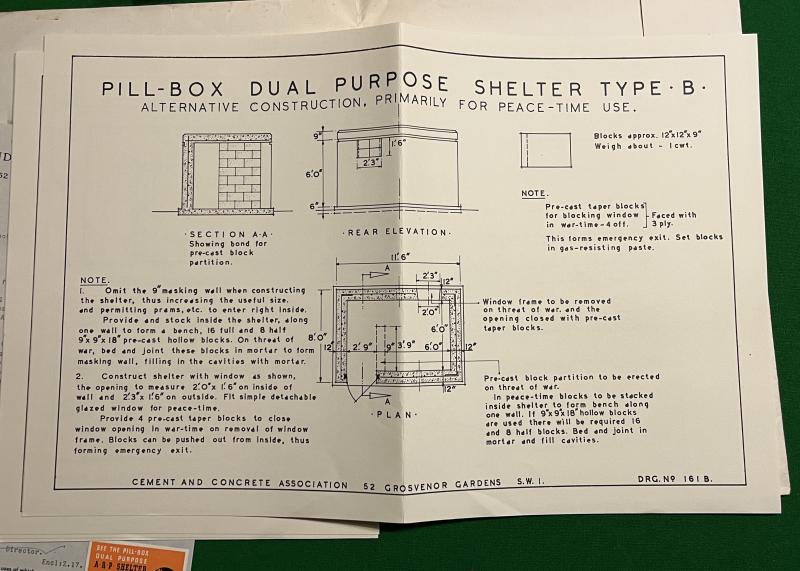 PILL-BOX DUAL PURPOSE SHELTER TYPE · B ·
ALTERNATIVE CONSTRUCTION, PRIMARILY FOR PEACE-TIME USE.
9"
6'.0"
6"
1'.6"
2'.3"
Blocks approx. 12"x12"x9"
Weigh about - 1cwt.
· SECTION A·A ·
Showing bond for
pre-cast block
partition.
· REAR ELEVATION ·
NOTE.
Pre-cast taper blocks
for blocking window
in war-time-4 off.
Faced with
3 ply.
This forms emergency exit. Set blocks
in gas-resisting paste.
NOTE.
1. Omit the 9" masking wall when constructing
the shelter, thus increasing the useful size.
and permitting prams, etc. to enter right inside.
Provide and stock inside the shelter, along
one wall to form a bench, 16 full and 8 half
9"x 9"x 18" pre-cast hollow blocks. On threat of
war, bed and joint these blocks in mortar to form
masking wall, filling in the cavities with mortar.
2. Construct shelter with window as shown,
the opening to measure 2'.0"x 1'.6" on inside of
wall and 2'.3"x 1'.6" on outside. Fit simple detachable
glazed window for peace-time.
Provide 4 pre-cast taper blocks to close
window opening in war-time on removal of window
frame. Blocks can be pushed out from inside, thus
forming emergency exit.
11'.6"
A
2'.3"
12"
2'.0"
6'.0"
8'.0"
12"
2'. 9"
9"
3'.9"
6'.0"
12"
12"
A
· PLAN ·
Window frame to be removed
on threat of war. and the
opening closed with pre-cast
taper blocks.
Pre-cast block partition to be erected
on threat of war.
In peace-time blocks to be stacked
inside shelter to form bench along
one wall. If 9"x9"x18" hollow blocks
are used there will be required 16
and 8 half blocks. Bed and joint in
mortar and fill cavities.
CEMENT AND CONCRETE ASSOCIATION 52 GROSVENOR GARDENS S.W. 1.
DRG. Nº 161 B.
Director.
Encl:2.17.
SEE THE PILL-BOX
DUAL PURPOSE
A R P SHELTER